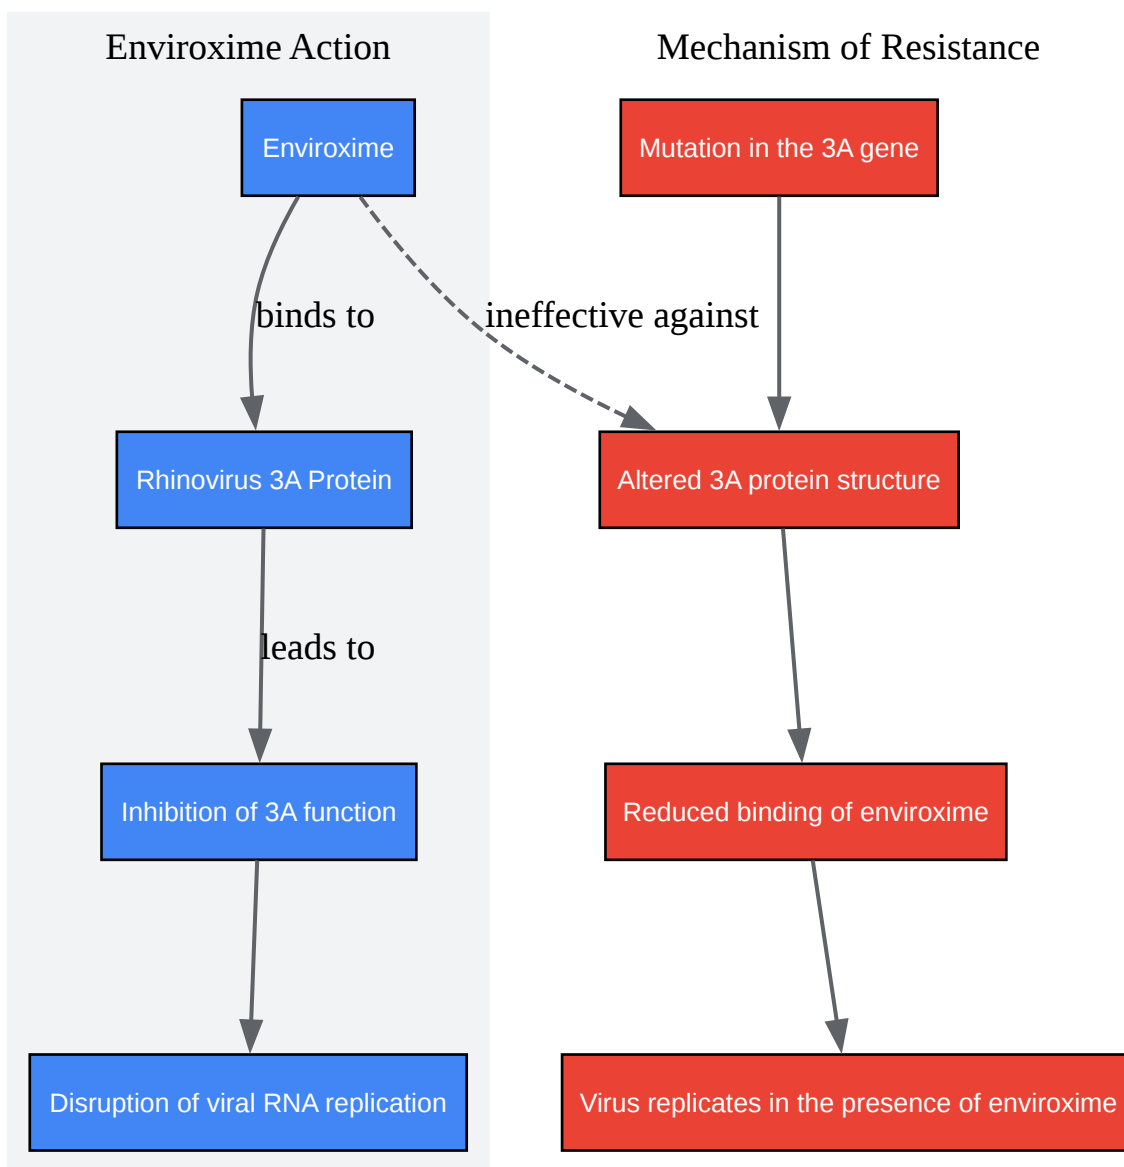 Enviroxime Action
Mechanism of Resistance
Enviroxime
Mutation in the 3A gene
binds to
ineffective against
Rhinovirus 3A Protein
Altered 3A protein structure
leads to
Inhibition of 3A function
Reduced binding of enviroxime
Disruption of viral RNA replication
Virus replicates in the presence of enviroxime